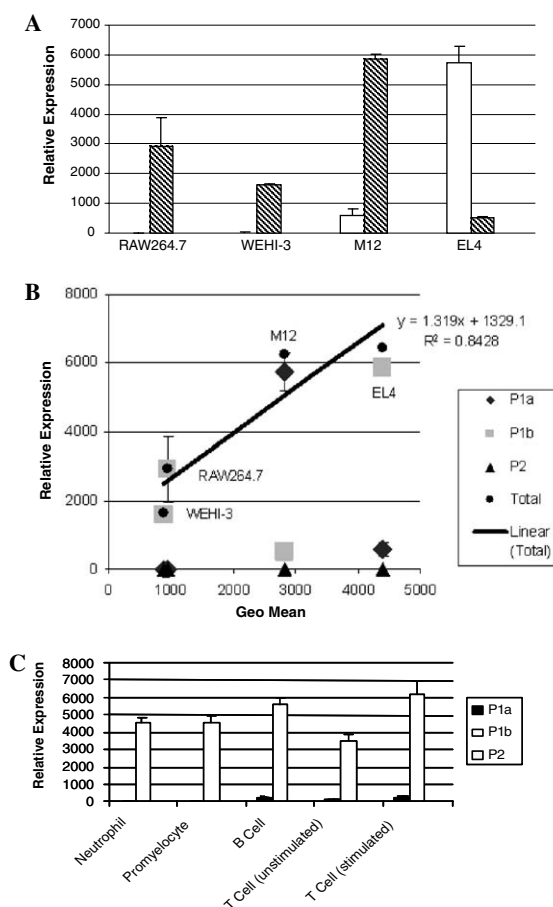 A
Relative Expression
7000
6000
5000
4000
3000
2000
1000
0
RAW264.7 WEHI-3 M12 EL4
B
Relative Expression
8000
6000
4000
2000
0
y = 1.319x + 1329.1
R² = 0.8428
M12
EL4
RAW264.7
WEHI-3
0 1000 2000 3000 4000 5000
Geo Mean
P1a
P1b
P2
Total
Linear
(Total)
C
Relative Expression
8000
7000
6000
5000
4000
3000
2000
1000
0
Neutrophil
Promyelocyte
B Cell
T Cell (unstimulated)
T Cell (stimulated)
P1a
P1b
P2